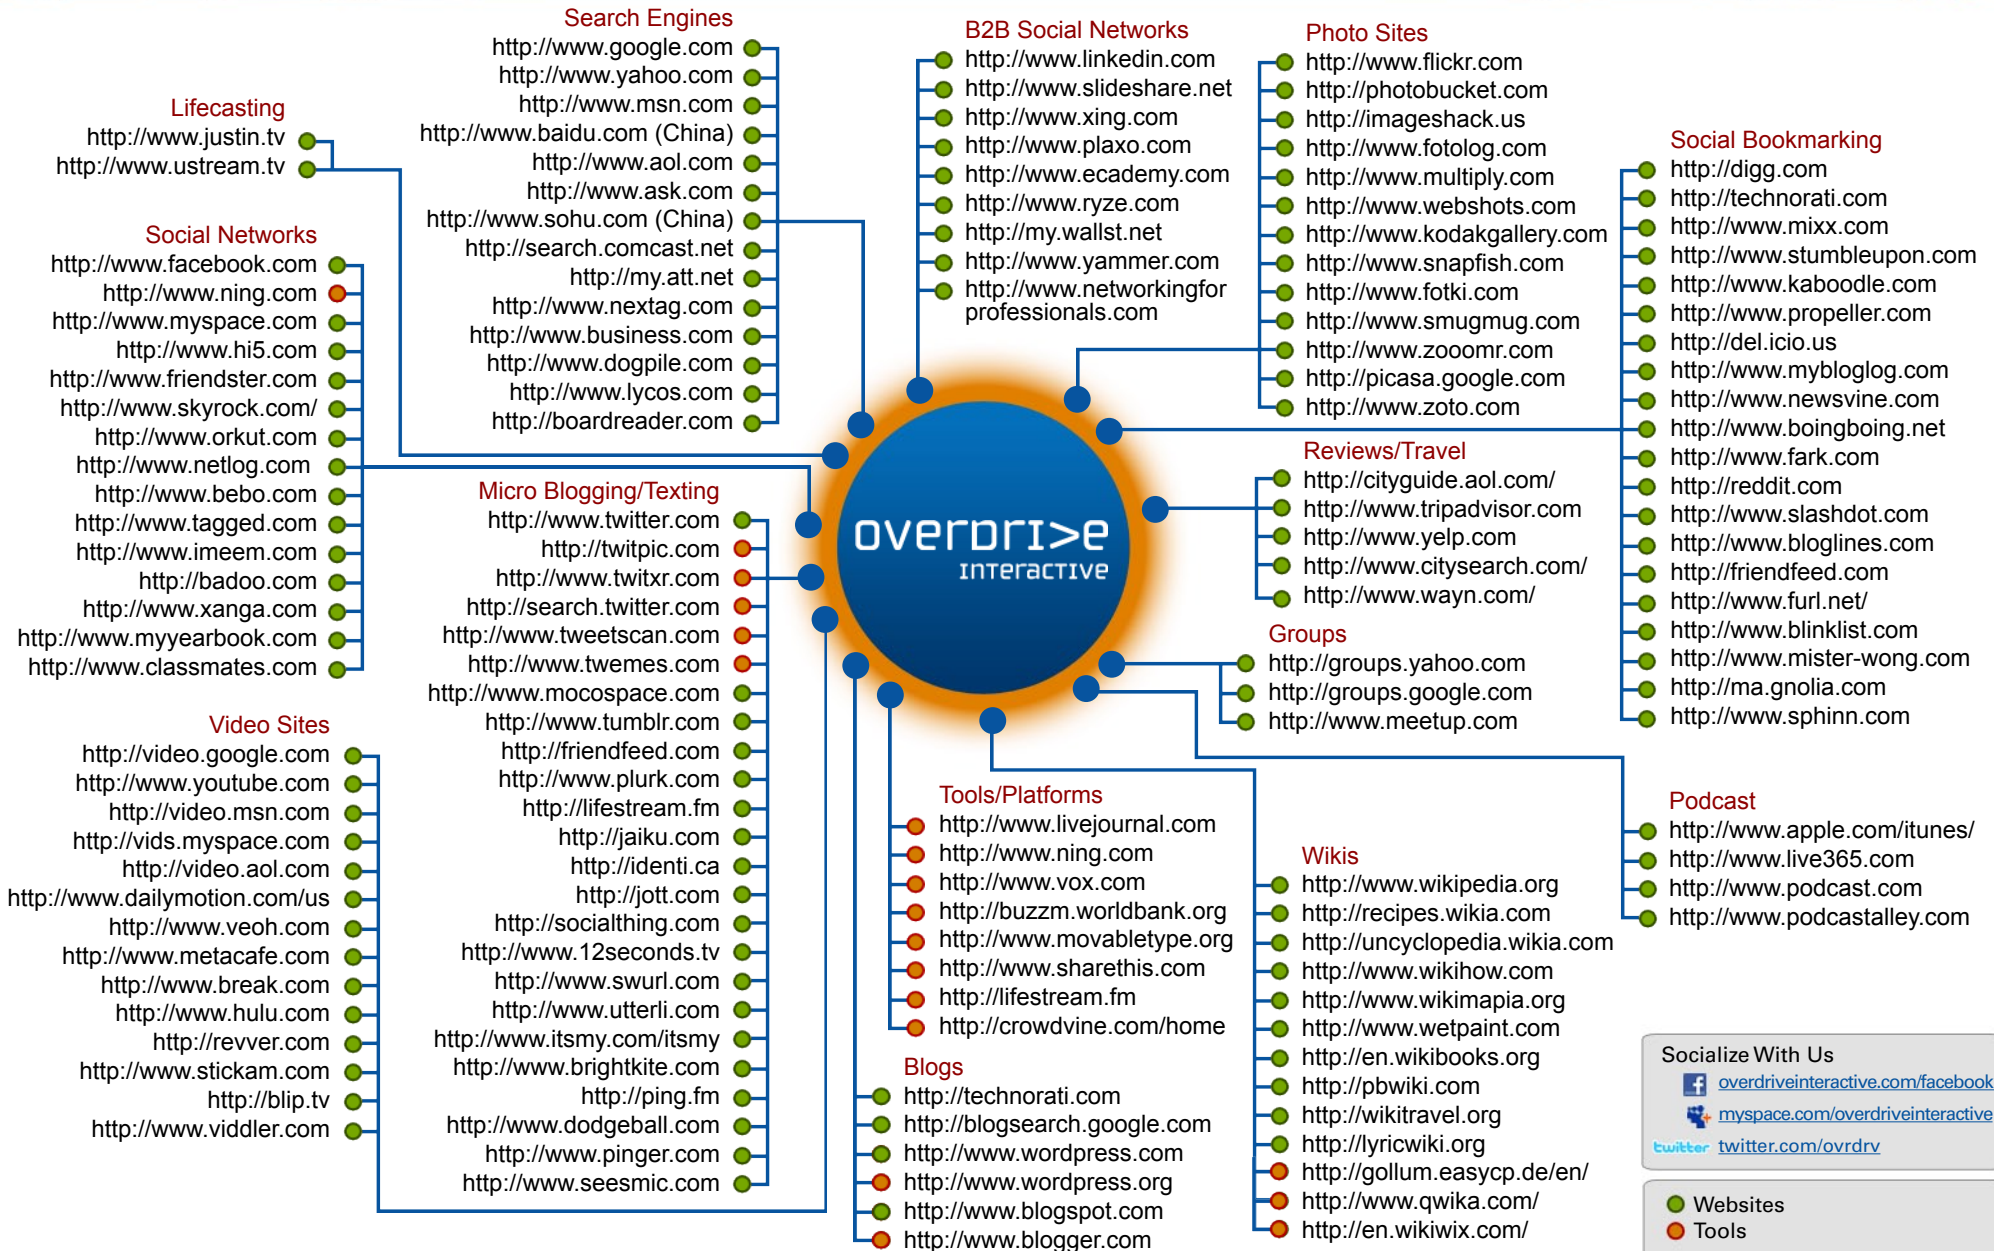 Lifecasting
http://www.justin.tv
http://www.ustream.tv
Social Networks
http://www.facebook.com
http://www.ning.com
http://www.myspace.com
http://www.hi5.com
http://www.friendster.com
http://www.skyrock.com/
http://www.orkut.com
http://www.netlog.com
http://www.bebo.com
http://www.tagged.com
http://www.imeem.com
http://badoo.com
http://www.xanga.com
http://www.myyearbook.com
http://www.classmates.com
Video Sites
http://video.google.com
http://www.youtube.com
http://video.msn.com
http://vids.myspace.com
http://video.aol.com
http://www.dailymotion.com/us
http://www.veoh.com
http://www.metacafe.com
http://www.break.com
http://www.hulu.com
http://revver.com
http://www.stickam.com
http://blip.tv
http://www.viddler.com
Search Engines
http://www.google.com
http://www.yahoo.com
http://www.msn.com
http://www.baidu.com (China)
http://www.aol.com
http://www.ask.com
http://www.sohu.com (China)
http://search.comcast.net
http://my.att.net
http://www.nextag.com
http://www.business.com
http://www.dogpile.com
http://www.lycos.com
http://boardreader.com
Micro Blogging/Texting
http://www.twitter.com
http://twitpic.com
http://www.twitxr.com
http://search.twitter.com
http://www.tweetscan.com
http://www.twemes.com
http://www.mocospace.com
http://www.tumblr.com
http://friendfeed.com
http://www.plurk.com
http://lifestream.fm
http://jaiku.com
http://identi.ca
http://jott.com
http://socialthing.com
http://www.12seconds.tv
http://www.swurl.com
http://www.utterli.com
http://www.itsmy.com/itsmy
http://www.brightkite.com
http://ping.fm
http://www.dodgeball.com
http://www.pinger.com
http://www.seesmic.com
B2B Social Networks
http://www.linkedin.com
http://www.slideshare.net
http://www.xing.com
http://www.plaxo.com
http://www.ecademy.com
http://www.ryze.com
http://my.wallst.net
http://www.yammer.com
http://www.networkingfor
professionals.com
overdri>e
interactive
Tools/Platforms
http://www.livejournal.com
http://www.ning.com
http://www.vox.com
http://buzzm.worldbank.org
http://www.movabletype.org
http://www.sharethis.com
http://lifestream.fm
http://crowdvine.com/home
Blogs
http://technorati.com
http://blogsearch.google.com
http://www.wordpress.com
http://www.wordpress.org
http://www.blogspot.com
http://www.blogger.com
Photo Sites
http://www.flickr.com
http://photobucket.com
http://imageshack.us
http://www.fotolog.com
http://www.multiply.com
http://www.webshots.com
http://www.kodakgallery.com
http://www.snapfish.com
http://www.fotki.com
http://www.smugmug.com
http://www.zooomr.com
http://picasa.google.com
http://www.zoto.com
Reviews/Travel
http://cityguide.aol.com/
http://www.tripadvisor.com
http://www.yelp.com
http://www.citysearch.com/
http://www.wayn.com/
Groups
http://groups.yahoo.com
http://groups.google.com
http://www.meetup.com
Wikis
http://www.wikipedia.org
http://recipes.wikia.com
http://uncyclopedia.wikia.com
http://www.wikihow.com
http://www.wikimapia.org
http://www.wetpaint.com
http://en.wikibooks.org
http://pbwiki.com
http://wikitravel.org
http://lyricwiki.org
http://gollum.easycp.de/en/
http://www.qwika.com/
http://en.wikiwix.com/
Social Bookmarking
http://digg.com
http://technorati.com
http://www.mixx.com
http://www.stumbleupon.com
http://www.kaboodle.com
http://www.propeller.com
http://del.icio.us
http://www.mybloglog.com
http://www.newsvine.com
http://www.boingboing.net
http://www.fark.com
http://reddit.com
http://www.slashdot.com
http://www.bloglines.com
http://friendfeed.com
http://www.furl.net/
http://www.blinklist.com
http://www.mister-wong.com
http://ma.gnolia.com
http://www.sphinn.com
Podcast
http://www.apple.com/itunes/
http://www.live365.com
http://www.podcast.com
http://www.podcastalley.com
Socialize With Us
overdriveinteractive.com/facebook
myspace.com/overdriveinteractive
twitter twitter.com/ovrdrv
Websites
Tools